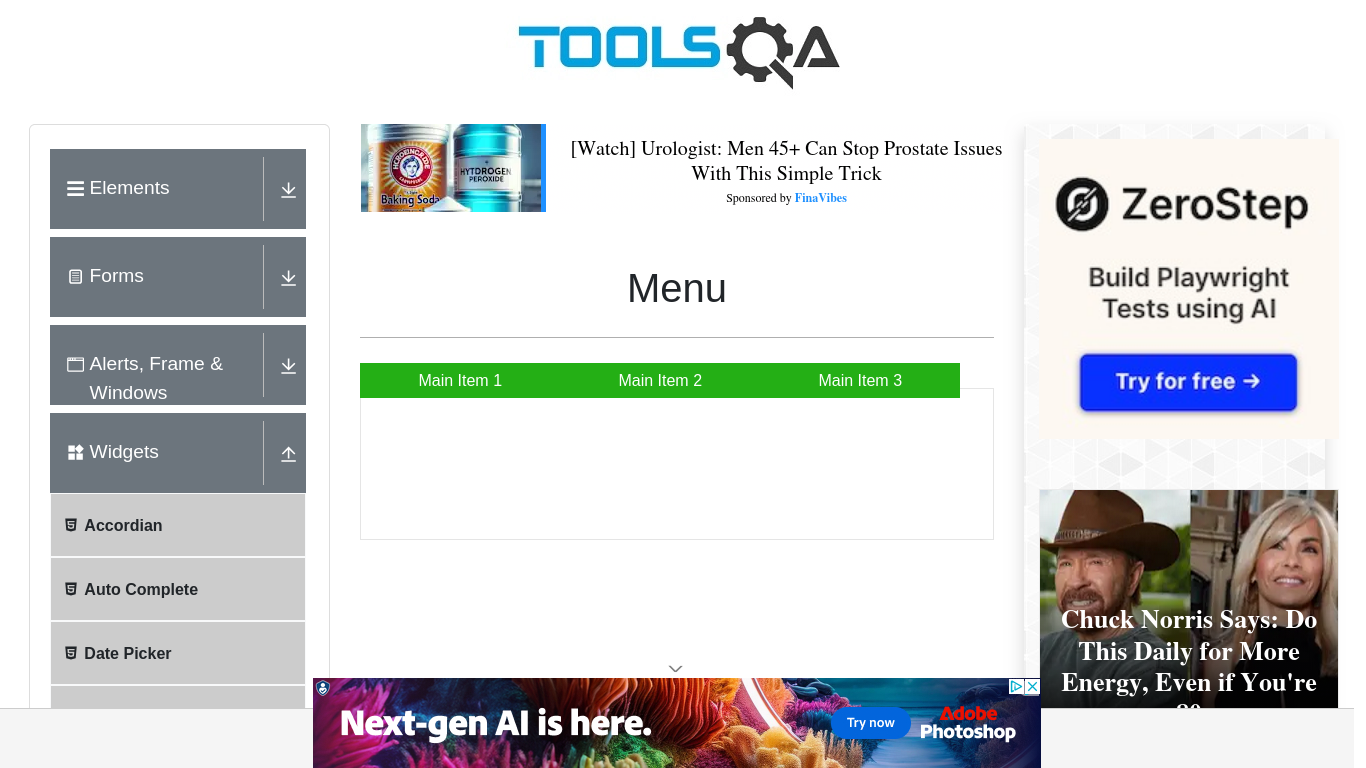 TOOLSQA
Elements
Forms
Alerts, Frame &
Windows
Widgets
Accordian
Auto Complete
Date Picker
ARM & HAMMER
Baking Soda
PEROXIDE
[Watch] Urologist: Men 45+ Can Stop Prostate Issues
With This Simple Trick
Sponsored by FinaVibes
Menu
Main Item 1
Main Item 2
Main Item 3
ZeroStep
Build Playwright
Tests using AI
Try for free →
Chuck Norris Says: Do
This Daily for More
Energy, Even if You're
Next-gen AI is here.
Try now
Adobe
Photoshop